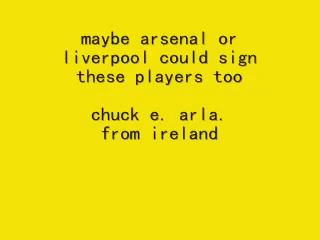 maybe arsenal or
liverpool could sign
these players too
chuck e. arla.
from ireland